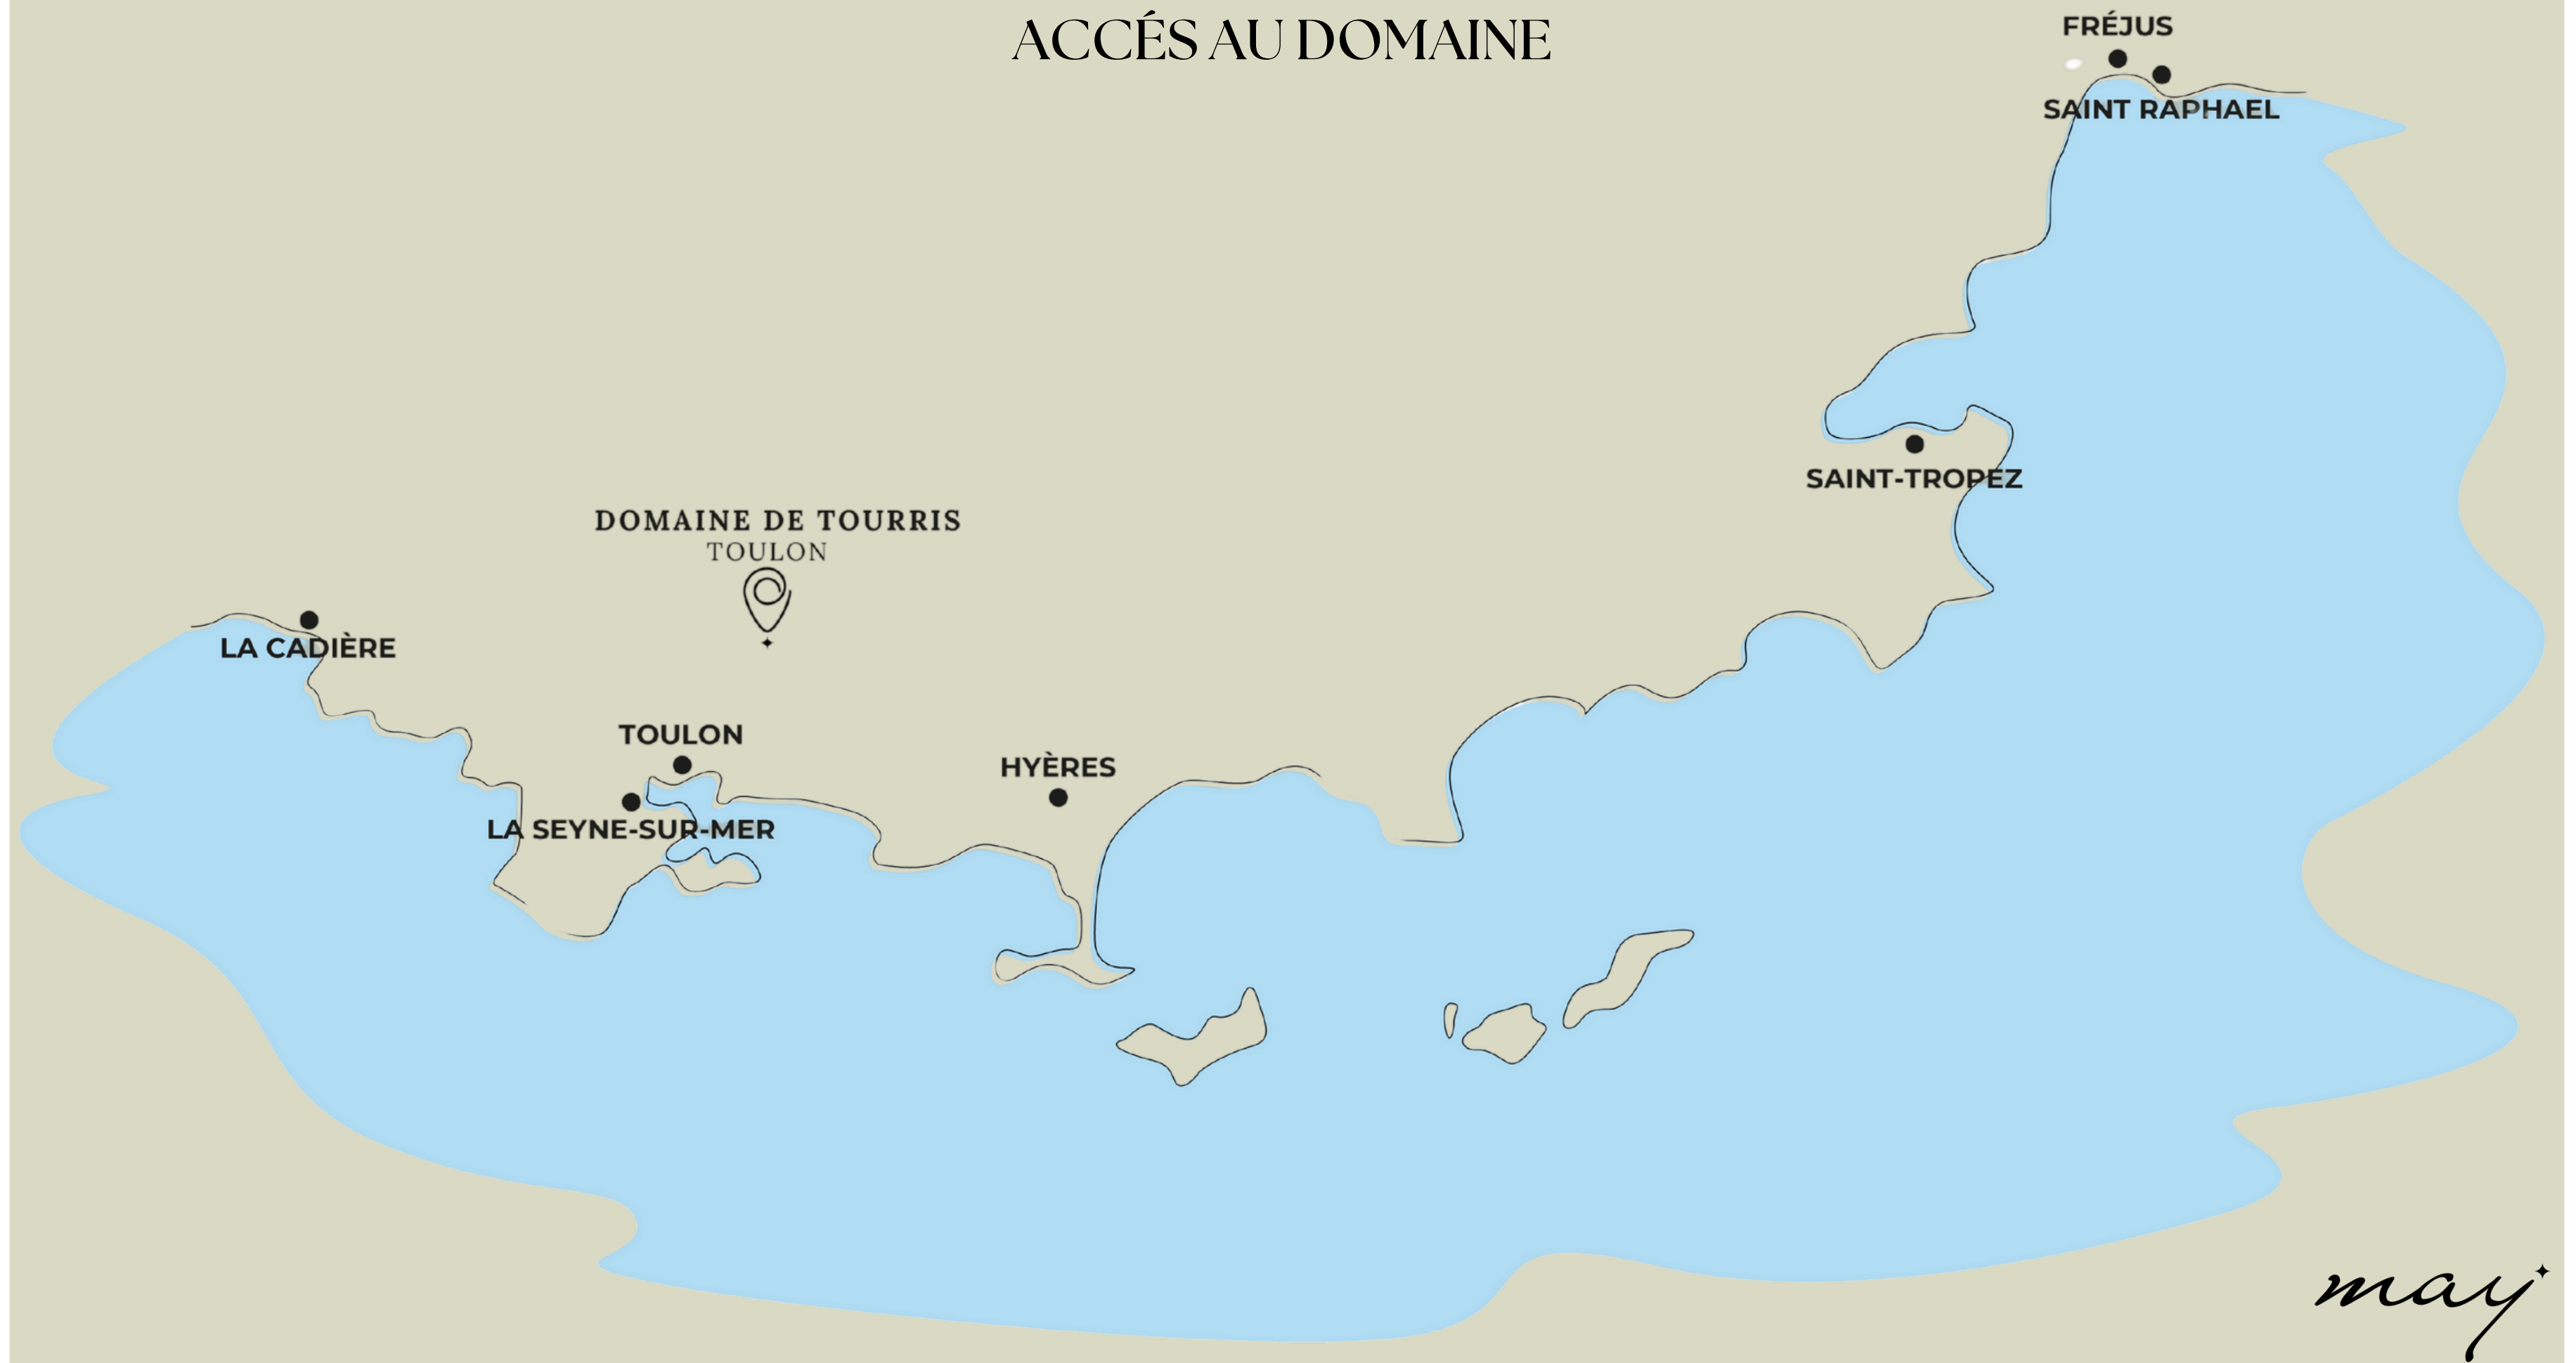 ACCÉS AU DOMAINE
FRÉJUS
SAINT RAPHAEL
SAINT-TROPEZ
DOMAINE DE TOURRIS
TOULON
LA CADIÈRE
TOULON
HYÈRES
LA SEYNE-SUR-MER
may